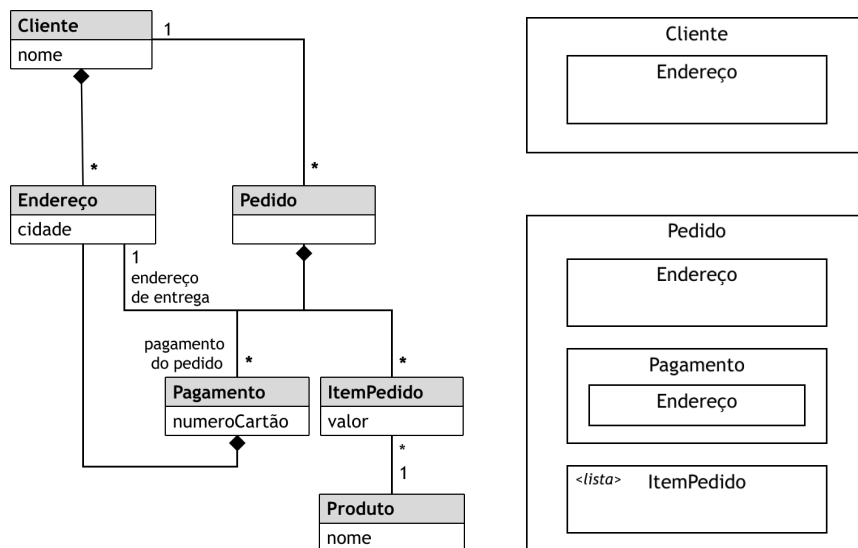 Cliente
nome
1
*
*
Endereço
cidade
Pedido
1
endereço
de entrega
pagamento
do pedido
*
*
Pagamento
numeroCartão
ItemPedido
valor
*
1
Produto
nome
Cliente
Endereço
Pedido
Endereço
Pagamento
Endereço
<lista> ItemPedido